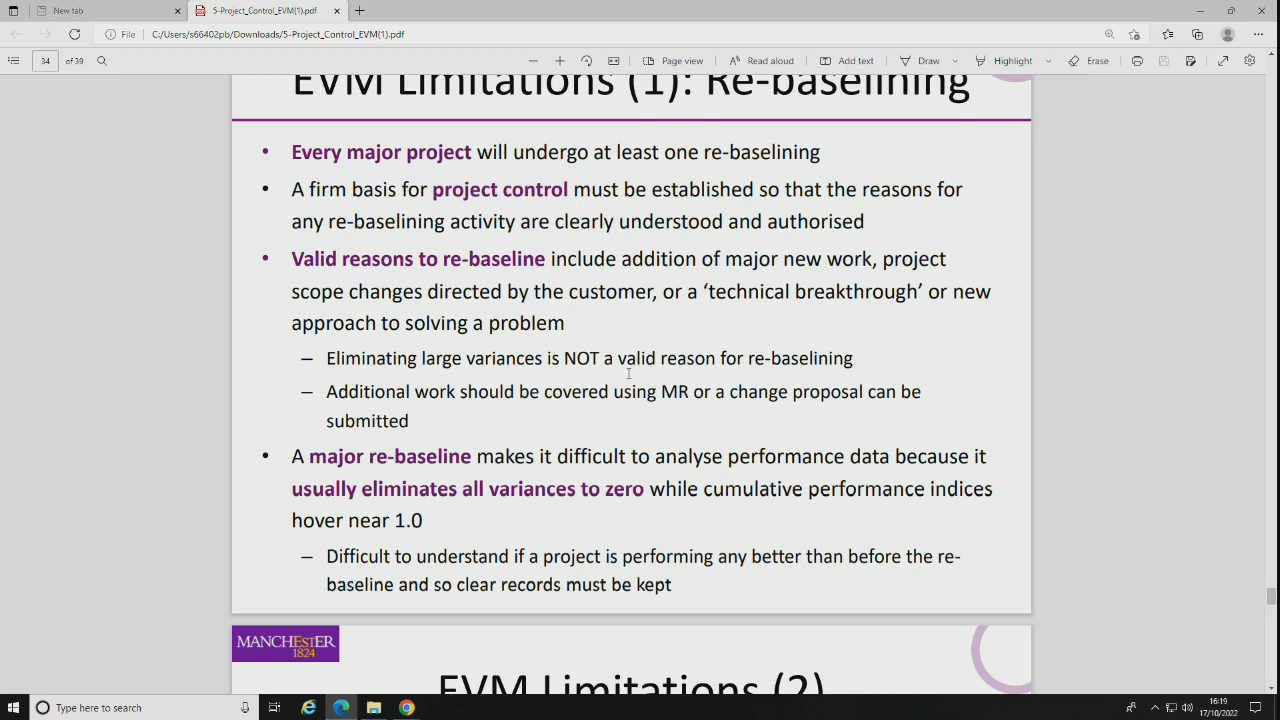 New tab
5-Project_Control_EVM(1).pdf
File
C:/Users/s66402pb/Downloads/5-Project_Control_EVM(1).pdf
34 of 39
Page view
Read aloud
Add text
Draw
Highlight
Erase
EVM Limitations (1): Re-baselining
• Every major project will undergo at least one re-baselining
• A firm basis for project control must be established so that the reasons for
any re-baselining activity are clearly understood and authorised
• Valid reasons to re-baseline include addition of major new work, project
scope changes directed by the customer, or a ‘technical breakthrough’ or new
approach to solving a problem
– Eliminating large variances is NOT a valid reason for re-baselining
– Additional work should be covered using MR or a change proposal can be
submitted
• A major re-baseline makes it difficult to analyse performance data because it
usually eliminates all variances to zero while cumulative performance indices
hover near 1.0
– Difficult to understand if a project is performing any better than before the re-
baseline and so clear records must be kept
MANCHESTER
1824
EVM Limitations (2)
Type here to search
16:19
17/10/2022